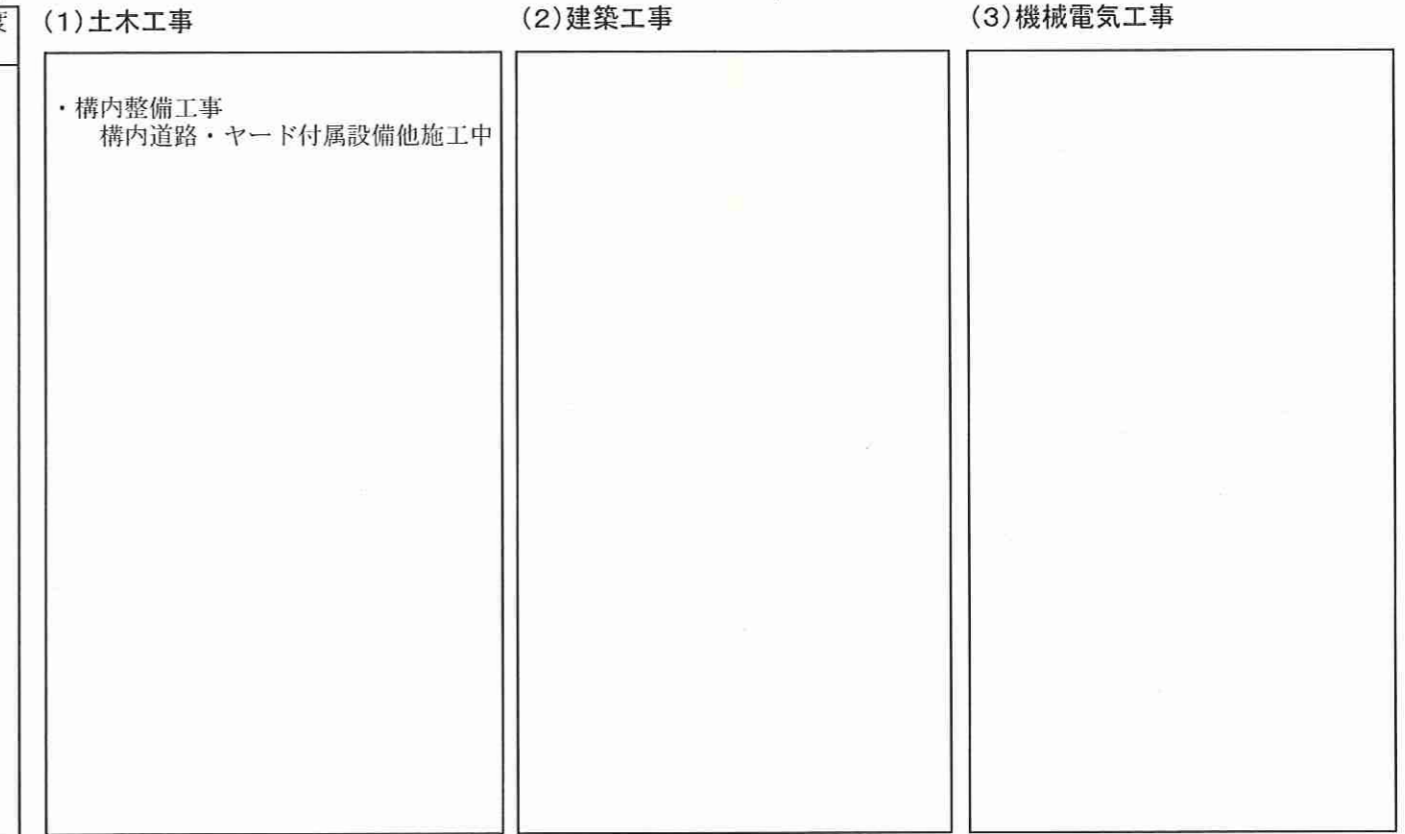 度
(1)土木工事
・構内整備工事
構内道路・ヤード付属設備他施工中
(2)建築工事
(3)機械電気工事